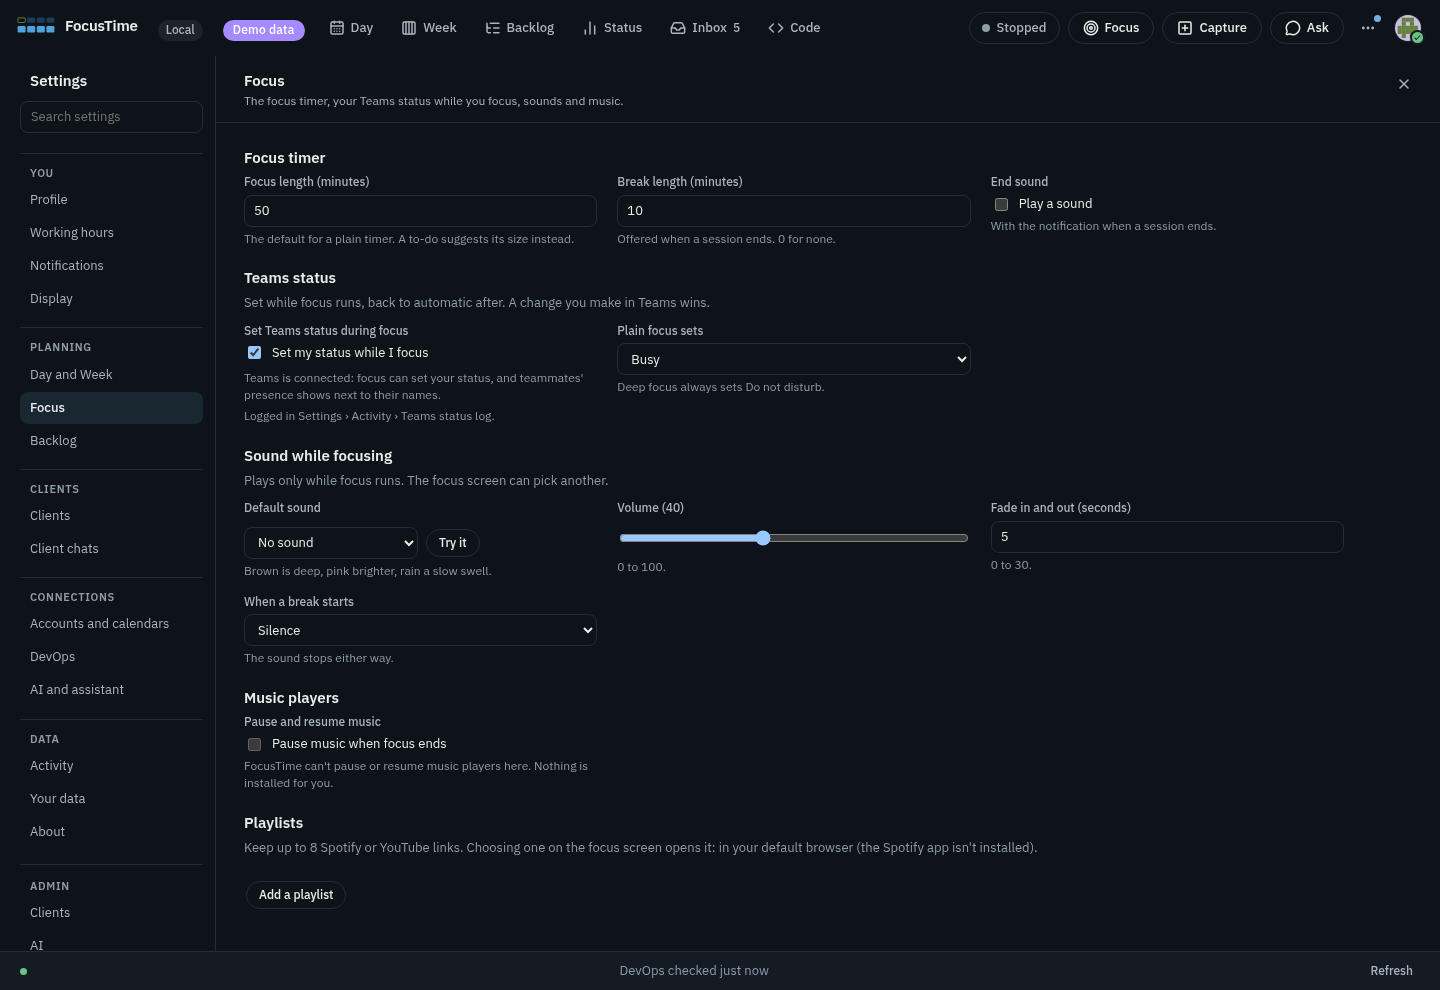 FocusTime
Local
Demo data
Day
Week
Backlog
Status
Inbox 5
Code
Stopped
Focus
Capture
Ask
Settings
Search settings
YOU
Profile
Working hours
Notifications
Display
PLANNING
Day and Week
Focus
Backlog
CLIENTS
Clients
Client chats
CONNECTIONS
Accounts and calendars
DevOps
AI and assistant
DATA
Activity
Your data
About
ADMIN
Clients
AI
Focus
The focus timer, your Teams status while you focus, sounds and music.
Focus timer
Focus length (minutes)
50
The default for a plain timer. A to-do suggests its size instead.
Break length (minutes)
10
Offered when a session ends. 0 for none.
End sound
Play a sound
With the notification when a session ends.
Teams status
Set while focus runs, back to automatic after. A change you make in Teams wins.
Set Teams status during focus
Set my status while I focus
Teams is connected: focus can set your status, and teammates'
presence shows next to their names.
Logged in Settings › Activity › Teams status log.
Plain focus sets
Busy
Deep focus always sets Do not disturb.
Sound while focusing
Plays only while focus runs. The focus screen can pick another.
Default sound
No sound
Try it
Brown is deep, pink brighter, rain a slow swell.
Volume (40)
0 to 100.
Fade in and out (seconds)
5
0 to 30.
When a break starts
Silence
The sound stops either way.
Music players
Pause and resume music
Pause music when focus ends
FocusTime can't pause or resume music players here. Nothing is
installed for you.
Playlists
Keep up to 8 Spotify or YouTube links. Choosing one on the focus screen opens it: in your default browser (the Spotify app isn't installed).
Add a playlist
DevOps checked just now
Refresh